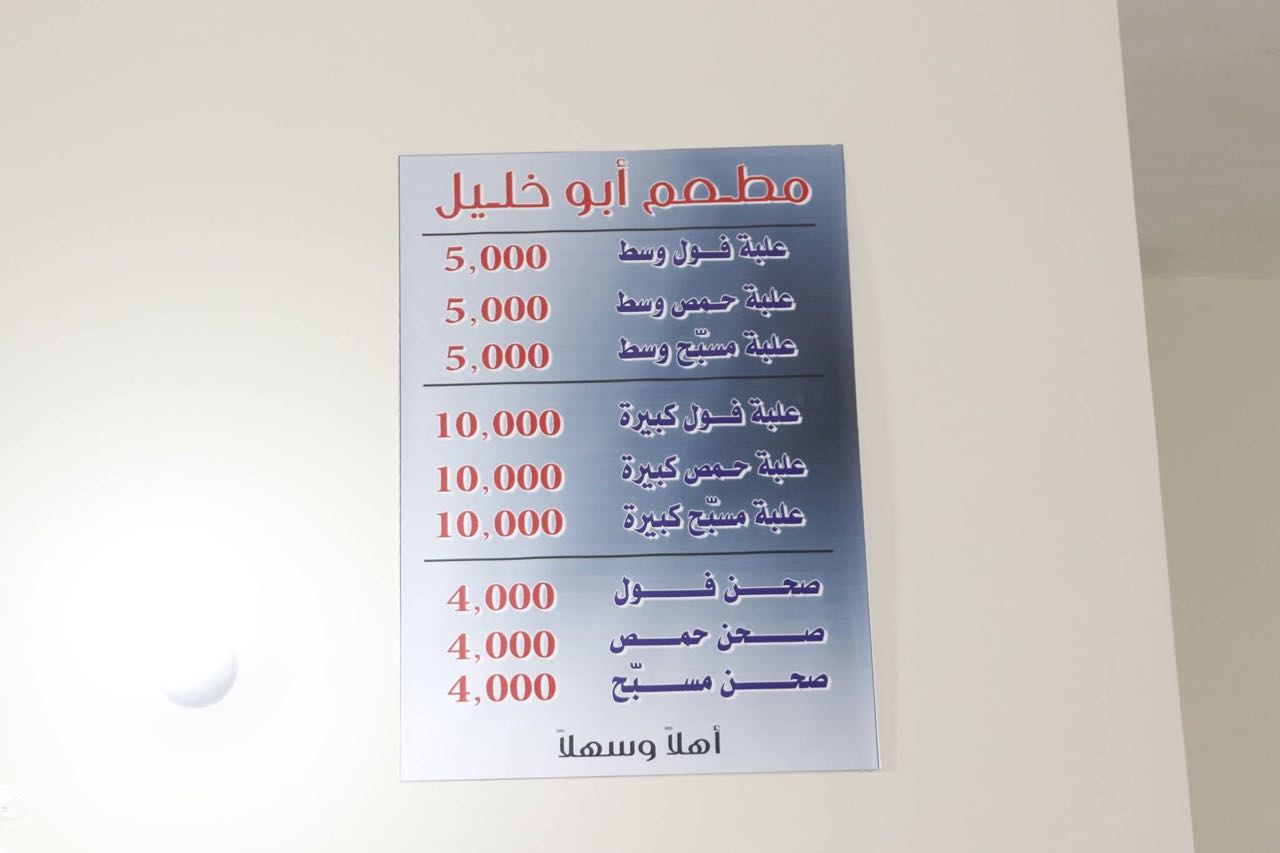 مطعم أبو خليل
علبة فول وسط 5,000
علبة حمص وسط 5,000
علبة مسبّح وسط 5,000
علبة فول كبيرة 10,000
علبة حمص كبيرة 10,000
علبة مسبّح كبيرة 10,000
صحن فول 4,000
صحن حمص 4,000
صحن مسبّح 4,000
أهلاً وسهلاً